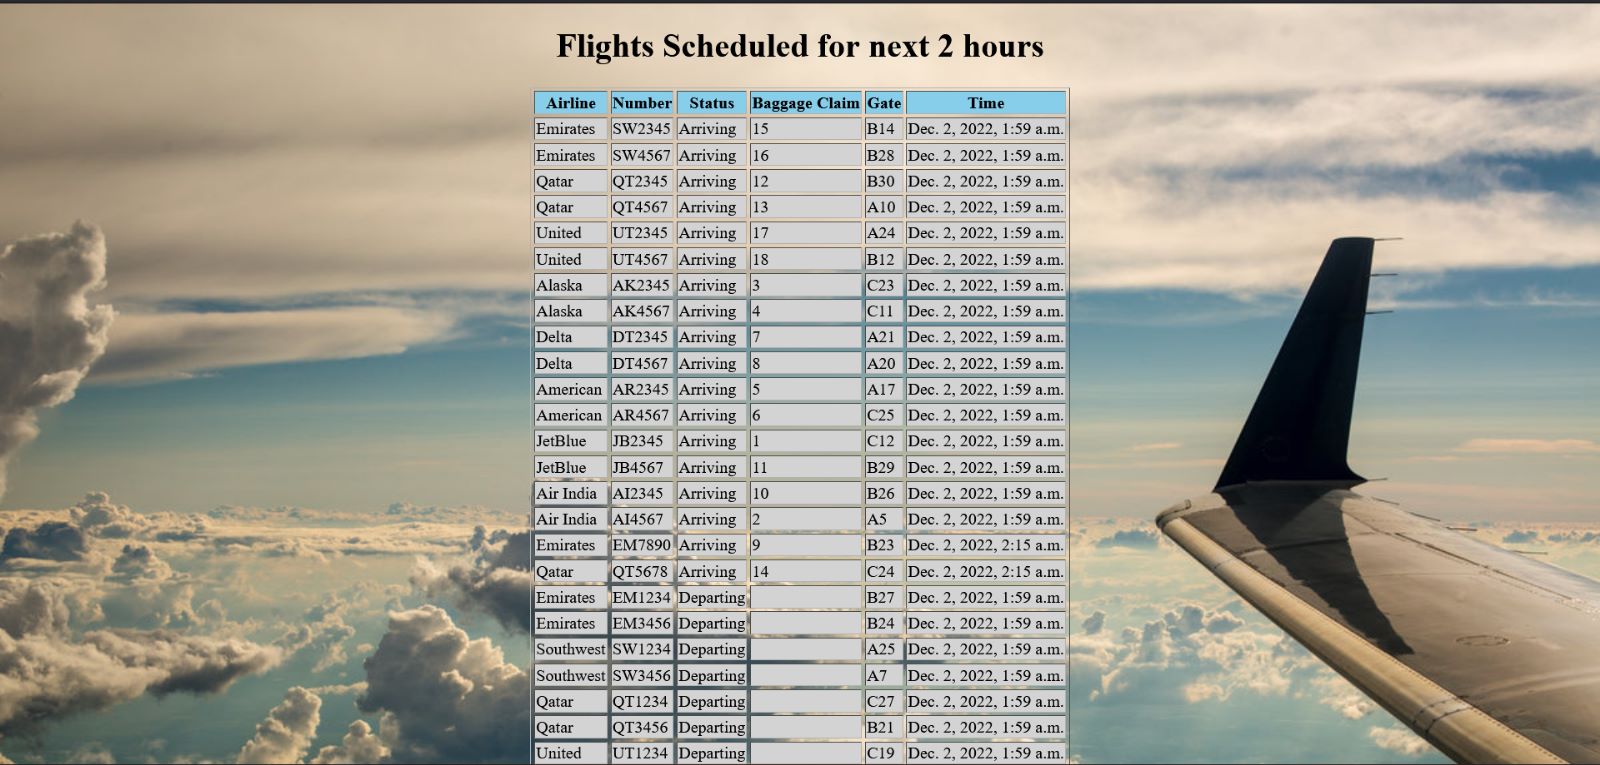 Flights Scheduled for next 2 hours
Airline Number Status Baggage Claim Gate Time
Emirates SW2345 Arriving 15 B14 Dec. 2, 2022, 1:59 a.m.
Emirates SW4567 Arriving 16 B28 Dec. 2, 2022, 1:59 a.m.
Qatar QT2345 Arriving 12 B30 Dec. 2, 2022, 1:59 a.m.
Qatar QT4567 Arriving 13 A10 Dec. 2, 2022, 1:59 a.m.
United UT2345 Arriving 17 A24 Dec. 2, 2022, 1:59 a.m.
United UT4567 Arriving 18 B12 Dec. 2, 2022, 1:59 a.m.
Alaska AK2345 Arriving 3 C23 Dec. 2, 2022, 1:59 a.m.
Alaska AK4567 Arriving 4 C11 Dec. 2, 2022, 1:59 a.m.
Delta DT2345 Arriving 7 A21 Dec. 2, 2022, 1:59 a.m.
Delta DT4567 Arriving 8 A20 Dec. 2, 2022, 1:59 a.m.
American AR2345 Arriving 5 A17 Dec. 2, 2022, 1:59 a.m.
American AR4567 Arriving 6 C25 Dec. 2, 2022, 1:59 a.m.
JetBlue JB2345 Arriving 1 C12 Dec. 2, 2022, 1:59 a.m.
JetBlue JB4567 Arriving 11 B29 Dec. 2, 2022, 1:59 a.m.
Air India AI2345 Arriving 10 B26 Dec. 2, 2022, 1:59 a.m.
Air India AI4567 Arriving 2 A5 Dec. 2, 2022, 1:59 a.m.
Emirates EM7890 Arriving 9 B23 Dec. 2, 2022, 2:15 a.m.
Qatar QT5678 Arriving 14 C24 Dec. 2, 2022, 2:15 a.m.
Emirates EM1234 Departing B27 Dec. 2, 2022, 1:59 a.m.
Emirates EM3456 Departing B24 Dec. 2, 2022, 1:59 a.m.
Southwest SW1234 Departing A25 Dec. 2, 2022, 1:59 a.m.
Southwest SW3456 Departing A7 Dec. 2, 2022, 1:59 a.m.
Qatar QT1234 Departing C27 Dec. 2, 2022, 1:59 a.m.
Qatar QT3456 Departing B21 Dec. 2, 2022, 1:59 a.m.
United UT1234 Departing C19 Dec. 2, 2022, 1:59 a.m.